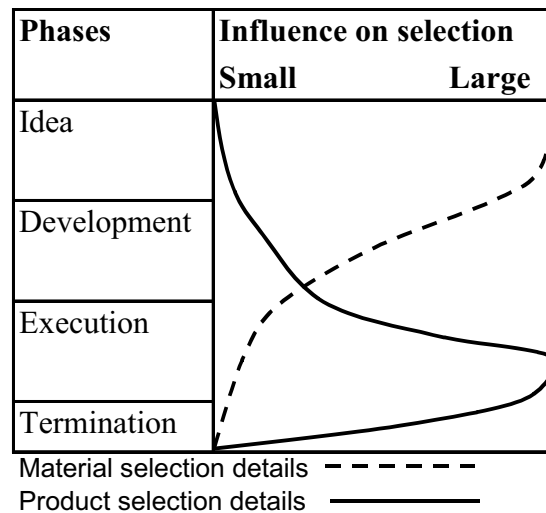 Phases Influence on selection
Small Large
Idea
Development
Execution
Termination
Material selection details
Product selection details